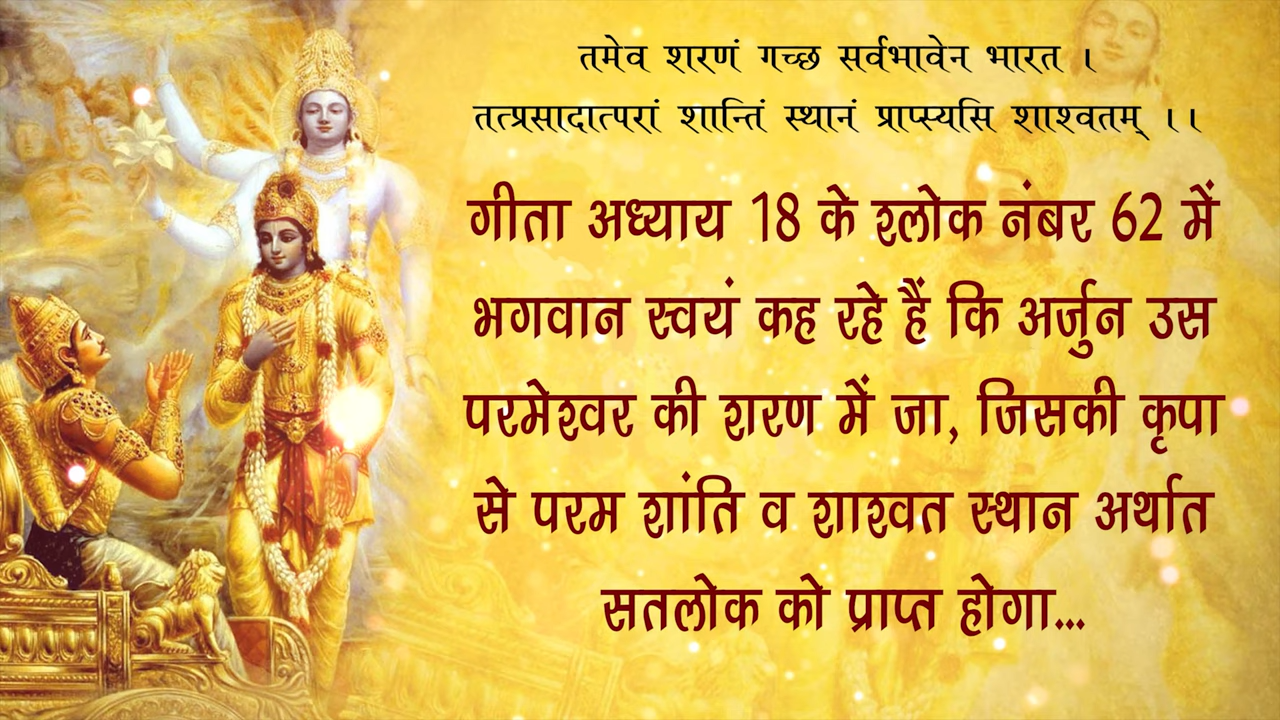 तमेव शरणं गच्छ सर्वभावेन भारत ।
तत्प्रसादात्परां शान्तिं स्थानं प्राप्स्यसि शाश्वतम् ।।
गीता अध्याय 18 के श्लोक नंबर 62 में
भगवान स्वयं कह रहे हैं कि अर्जुन उस
परमेश्वर की शरण में जा, जिसकी कृपा
से परम शांति व शाश्वत स्थान अर्थात
सतलोक को प्राप्त होगा...